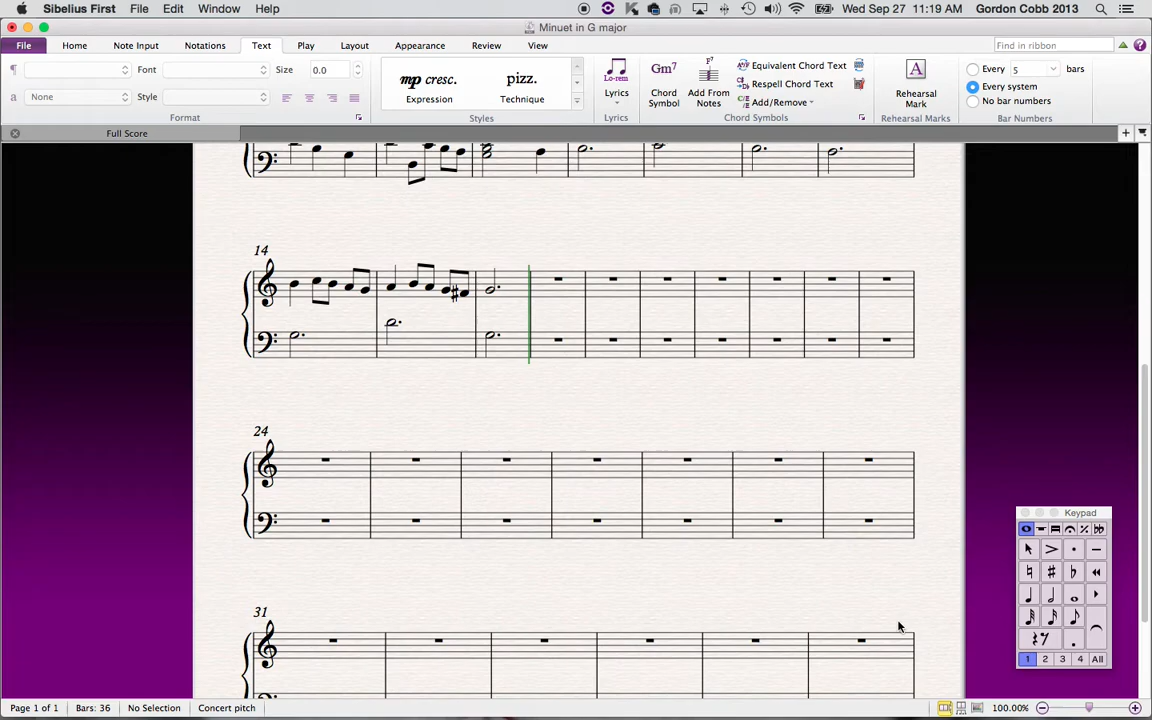 Sibelius First File Edit Window Help Wed Sep 27 11:19 AM Gordon Cobb 2013
Minuet in G major
File Home Note Input Notations Text Play Layout Appearance Review View Find in ribbon
Font Size 0.0
None Style
Format
mp cresc.
Expression
pizz.
Technique
Styles
Lo-rem
Lyrics
Lyrics
Gm7
Chord Symbol
F7
Add From Notes
Equivalent Chord Text
Respell Chord Text
Add/Remove
Chord Symbols
A
Rehearsal Mark
Rehearsal Marks
Every 5 bars
Every system
No bar numbers
Bar Numbers
Full Score
14
24
31
Keypad
1 2 3 4 All
Page 1 of 1 Bars: 36 No Selection Concert pitch 100.00%